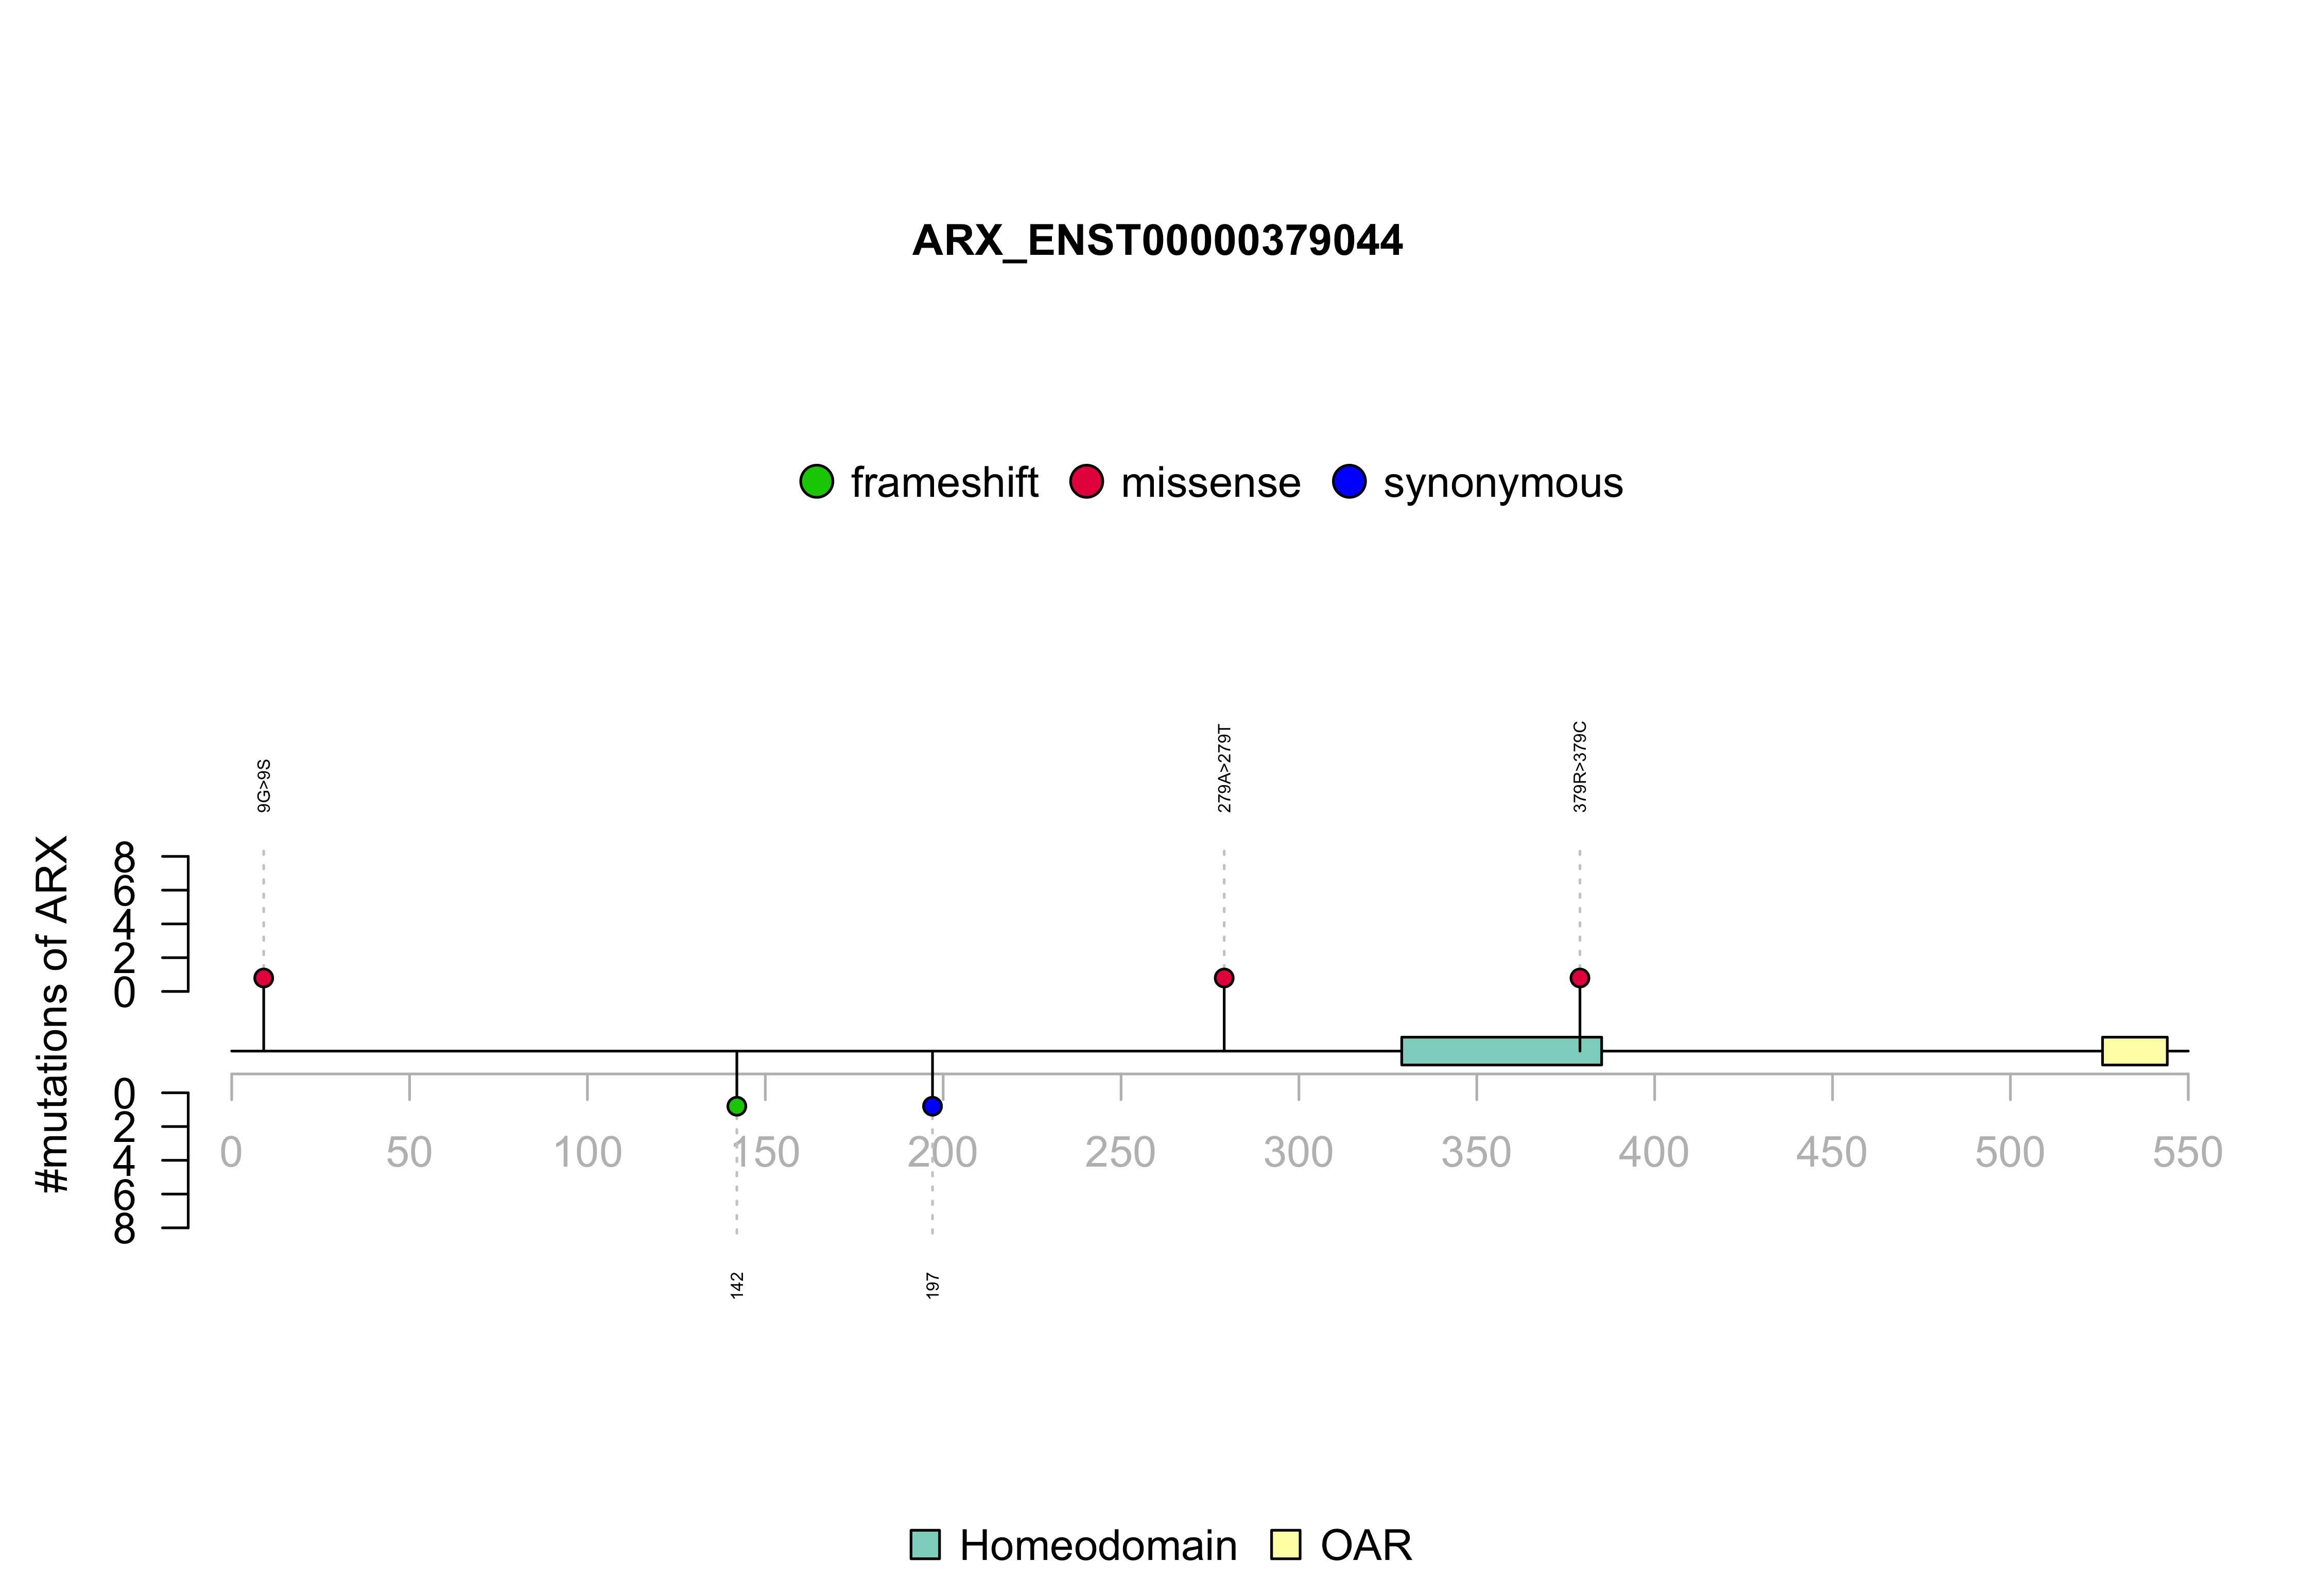 ARX_ENST00000379044
frameshift missense synonymous
9G>9S 279A>279T 379R>379C
#mutations of ARX
8
6
4
2
0
0
2
4
6
8
0 50 100 150 200 250 300 350 400 450 500 550
142 197
Homeodomain OAR